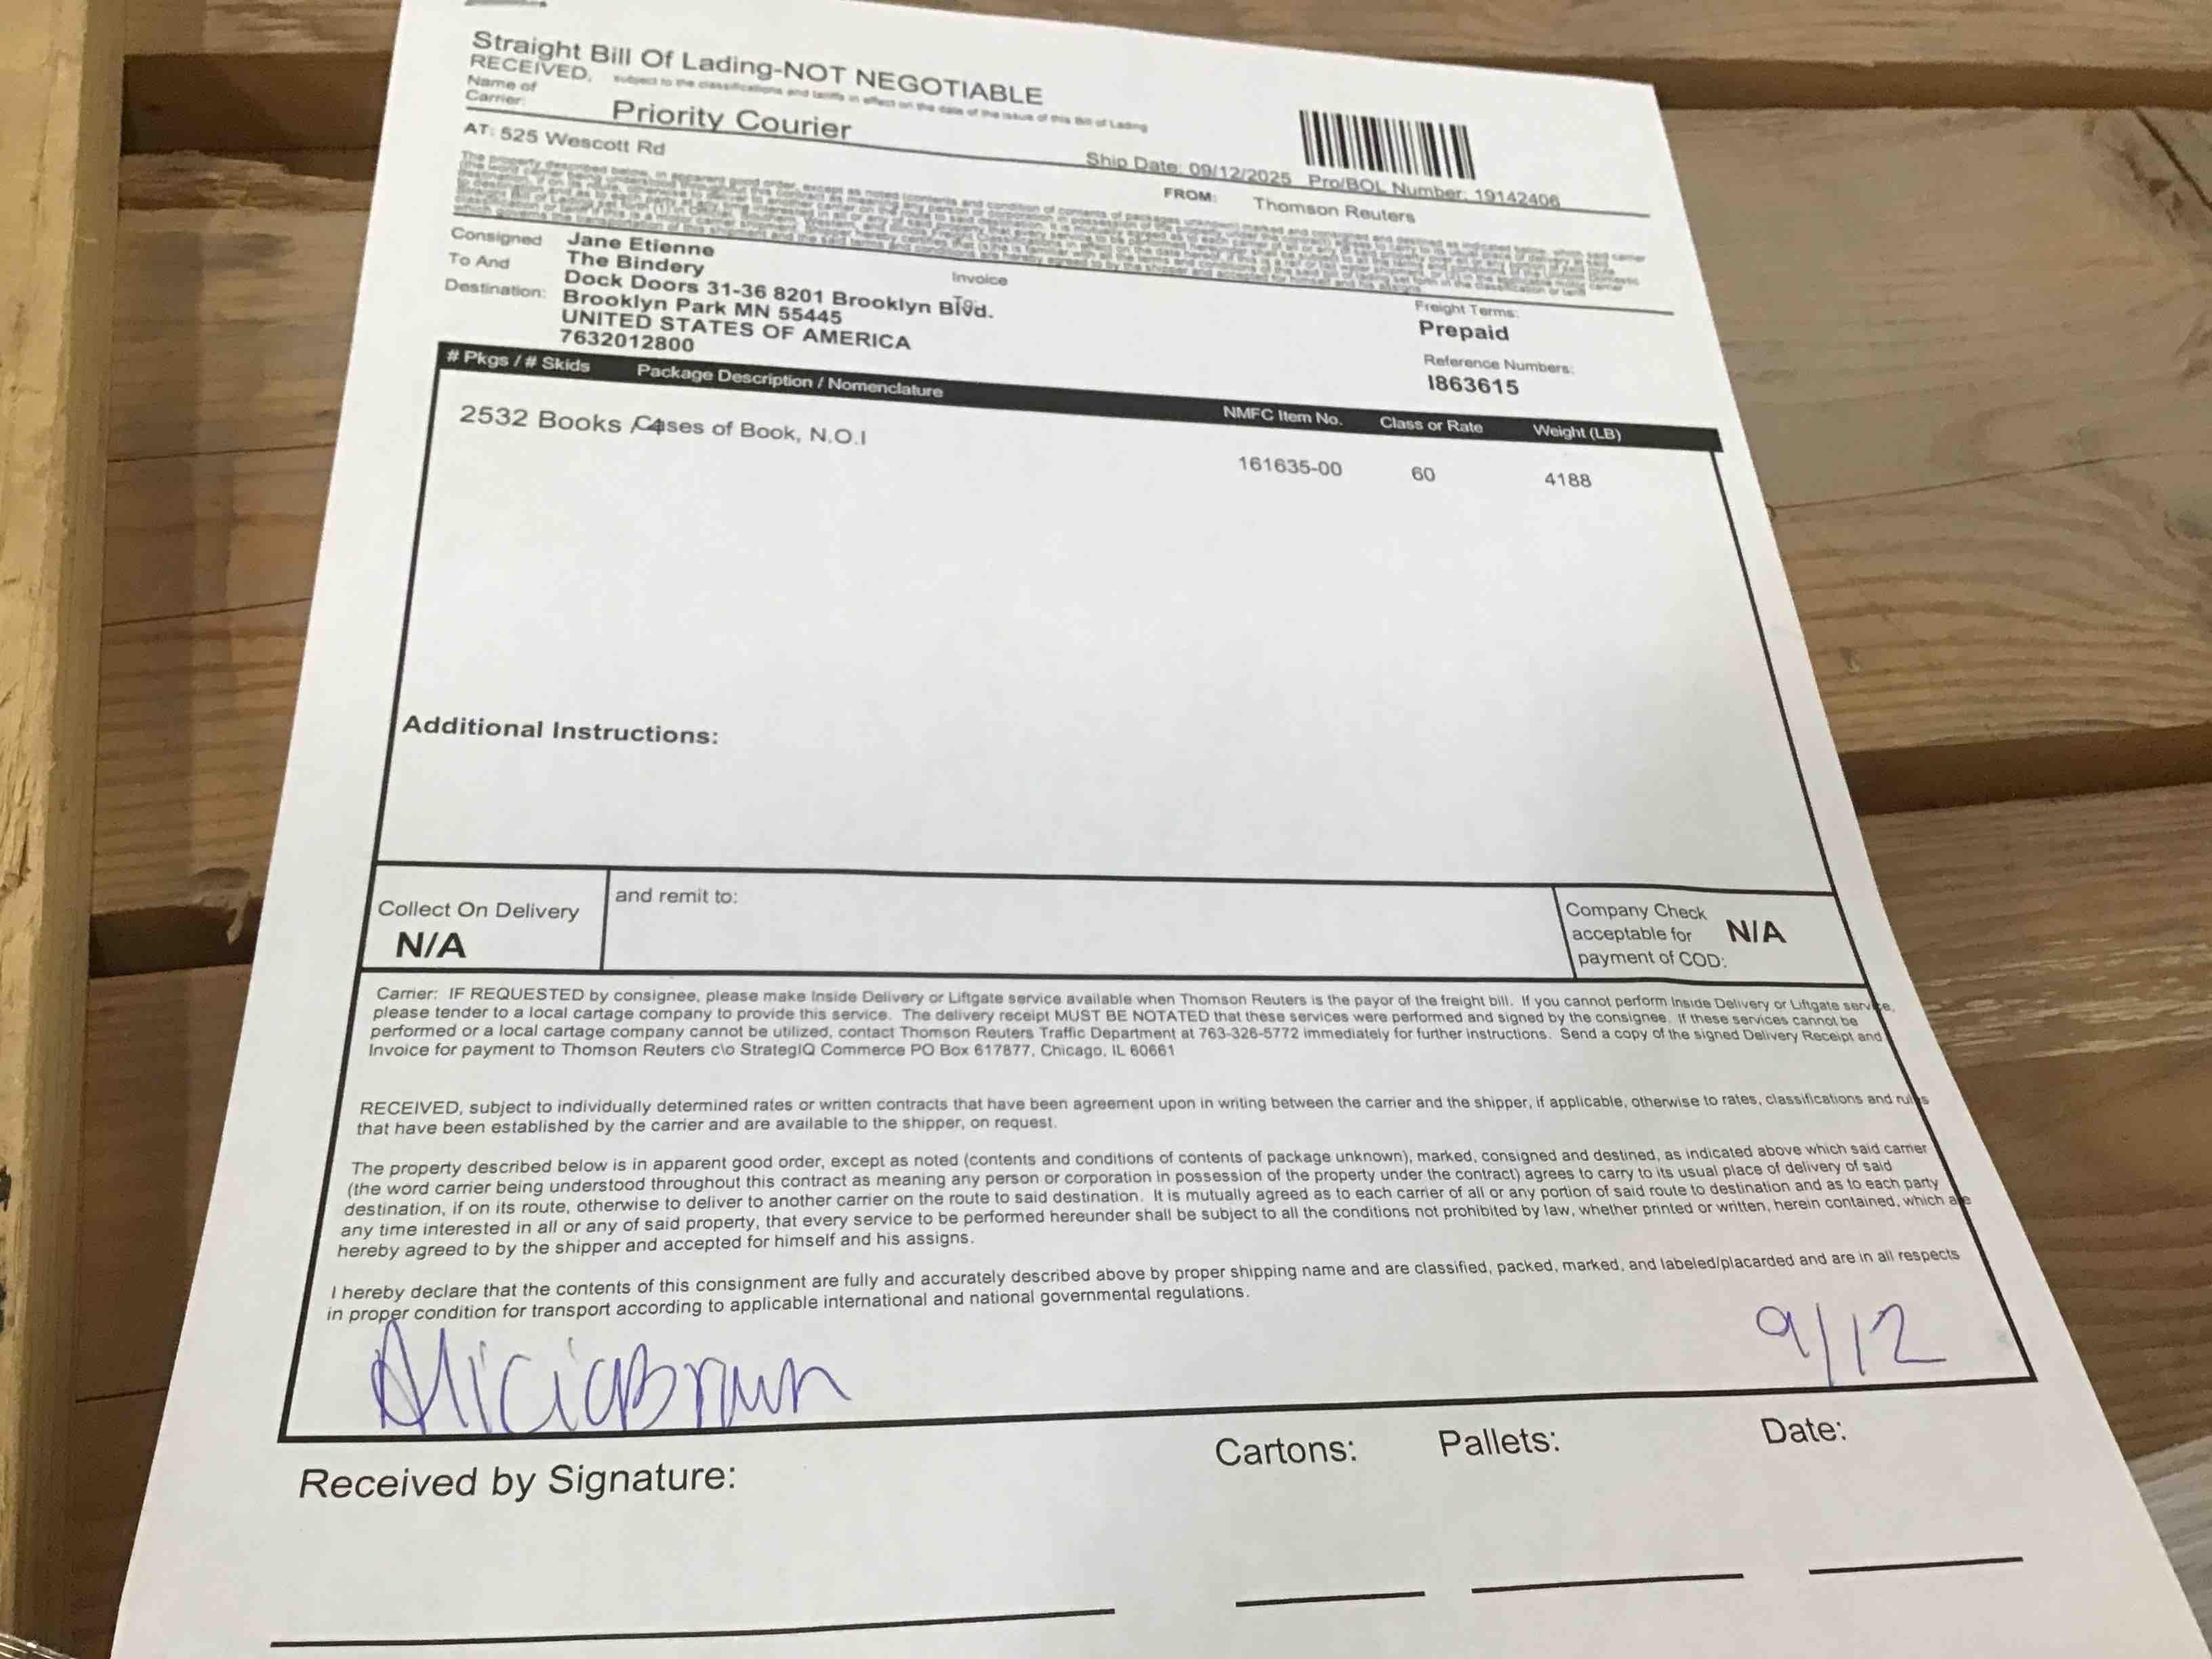 Straight Bill Of Lading-NOT NEGOTIABLE
RECEIVED, subject to the classifications and tariffs in effect on the date of the issue of this Bill of Lading
Name of
Carrier: Priority Courier
AT: 525 Wescott Rd
Ship Date: 09/12/2025 Pro/BOL Number: 19142406
FROM: Thomson Reuters
Consigned
To And
Destination:
Jane Etienne
The Bindery
Dock Doors 31-36 8201 Brooklyn Blvd.
Brooklyn Park MN 55445
UNITED STATES OF AMERICA
7632012800
Invoice
To:
Freight Terms:
Prepaid
Reference Numbers:
I863615
# Pkgs / # Skids Package Description / Nomenclature NMFC Item No. Class or Rate Weight (LB)
2532 Books /4 Cases of Book, N.O.I 161635-00 60 4188
Additional Instructions:
Collect On Delivery
N/A
and remit to:
Company Check
acceptable for
payment of COD:
N/A
Carrier: IF REQUESTED by consignee, please make Inside Delivery or Liftgate service available when Thomson Reuters is the payor of the freight bill. If you cannot perform Inside Delivery or Liftgate service,
please tender to a local cartage company to provide this service. The delivery receipt MUST BE NOTATED that these services were performed and signed by the consignee. If these services cannot be
performed or a local cartage company cannot be utilized, contact Thomson Reuters Traffic Department at 763-326-5772 immediately for further instructions. Send a copy of the signed Delivery Receipt and
Invoice for payment to Thomson Reuters c\o StrategIQ Commerce PO Box 617877, Chicago, IL 60661
RECEIVED, subject to individually determined rates or written contracts that have been agreement upon in writing between the carrier and the shipper, if applicable, otherwise to rates, classifications and rules
that have been established by the carrier and are available to the shipper, on request.
The property described below is in apparent good order, except as noted (contents and conditions of contents of package unknown), marked, consigned and destined, as indicated above which said carrier
(the word carrier being understood throughout this contract as meaning any person or corporation in possession of the property under the contract) agrees to carry to its usual place of delivery of said
destination, if on its route, otherwise to deliver to another carrier on the route to said destination. It is mutually agreed as to each carrier of all or any portion of said route to destination and as to each party
any time interested in all or any of said property, that every service to be performed hereunder shall be subject to all the conditions not prohibited by law, whether printed or written, herein contained, which are
hereby agreed to by the shipper and accepted for himself and his assigns.
I hereby declare that the contents of this consignment are fully and accurately described above by proper shipping name and are classified, packed, marked, and labeled/placarded and are in all respects
in proper condition for transport according to applicable international and national governmental regulations.
Alicia Brown 9/12
Received by Signature: Cartons: Pallets: Date: